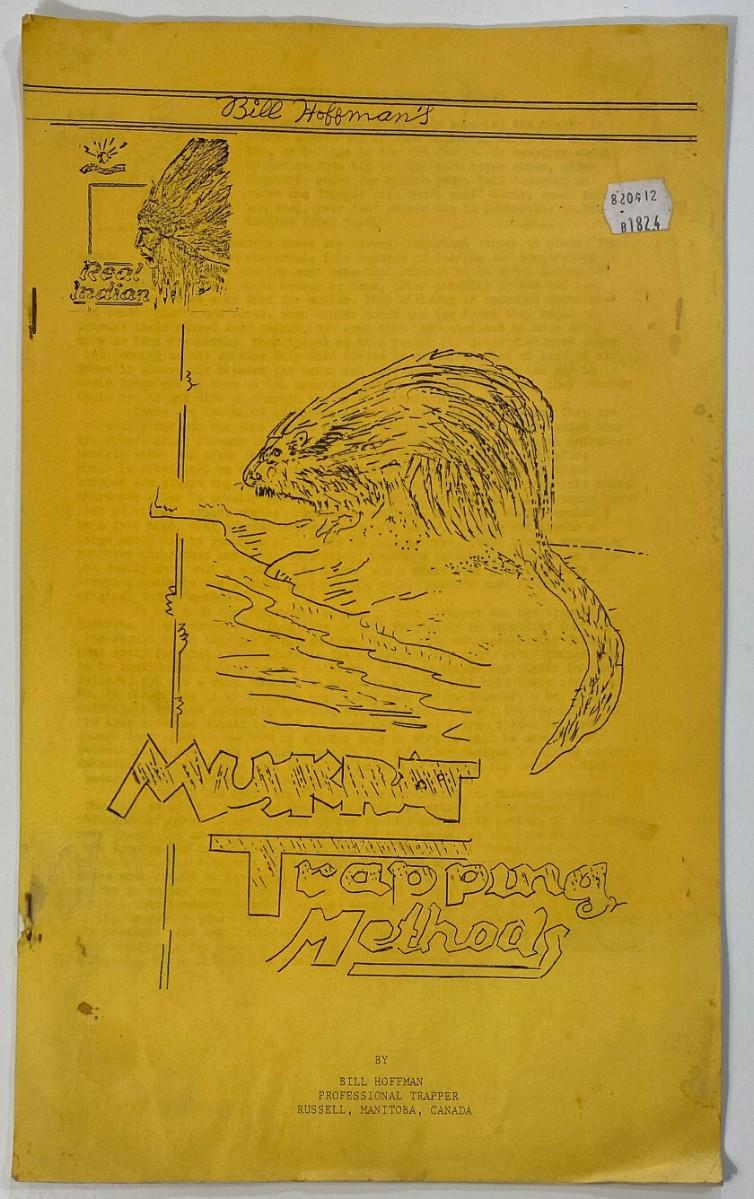 Bill Hoffman's
820412
B1824
Real
Indian
MUSKRAT
Trapping
Methods
BY
BILL HOFFMAN
PROFESSIONAL TRAPPER
RUSSELL, MANITOBA, CANADA